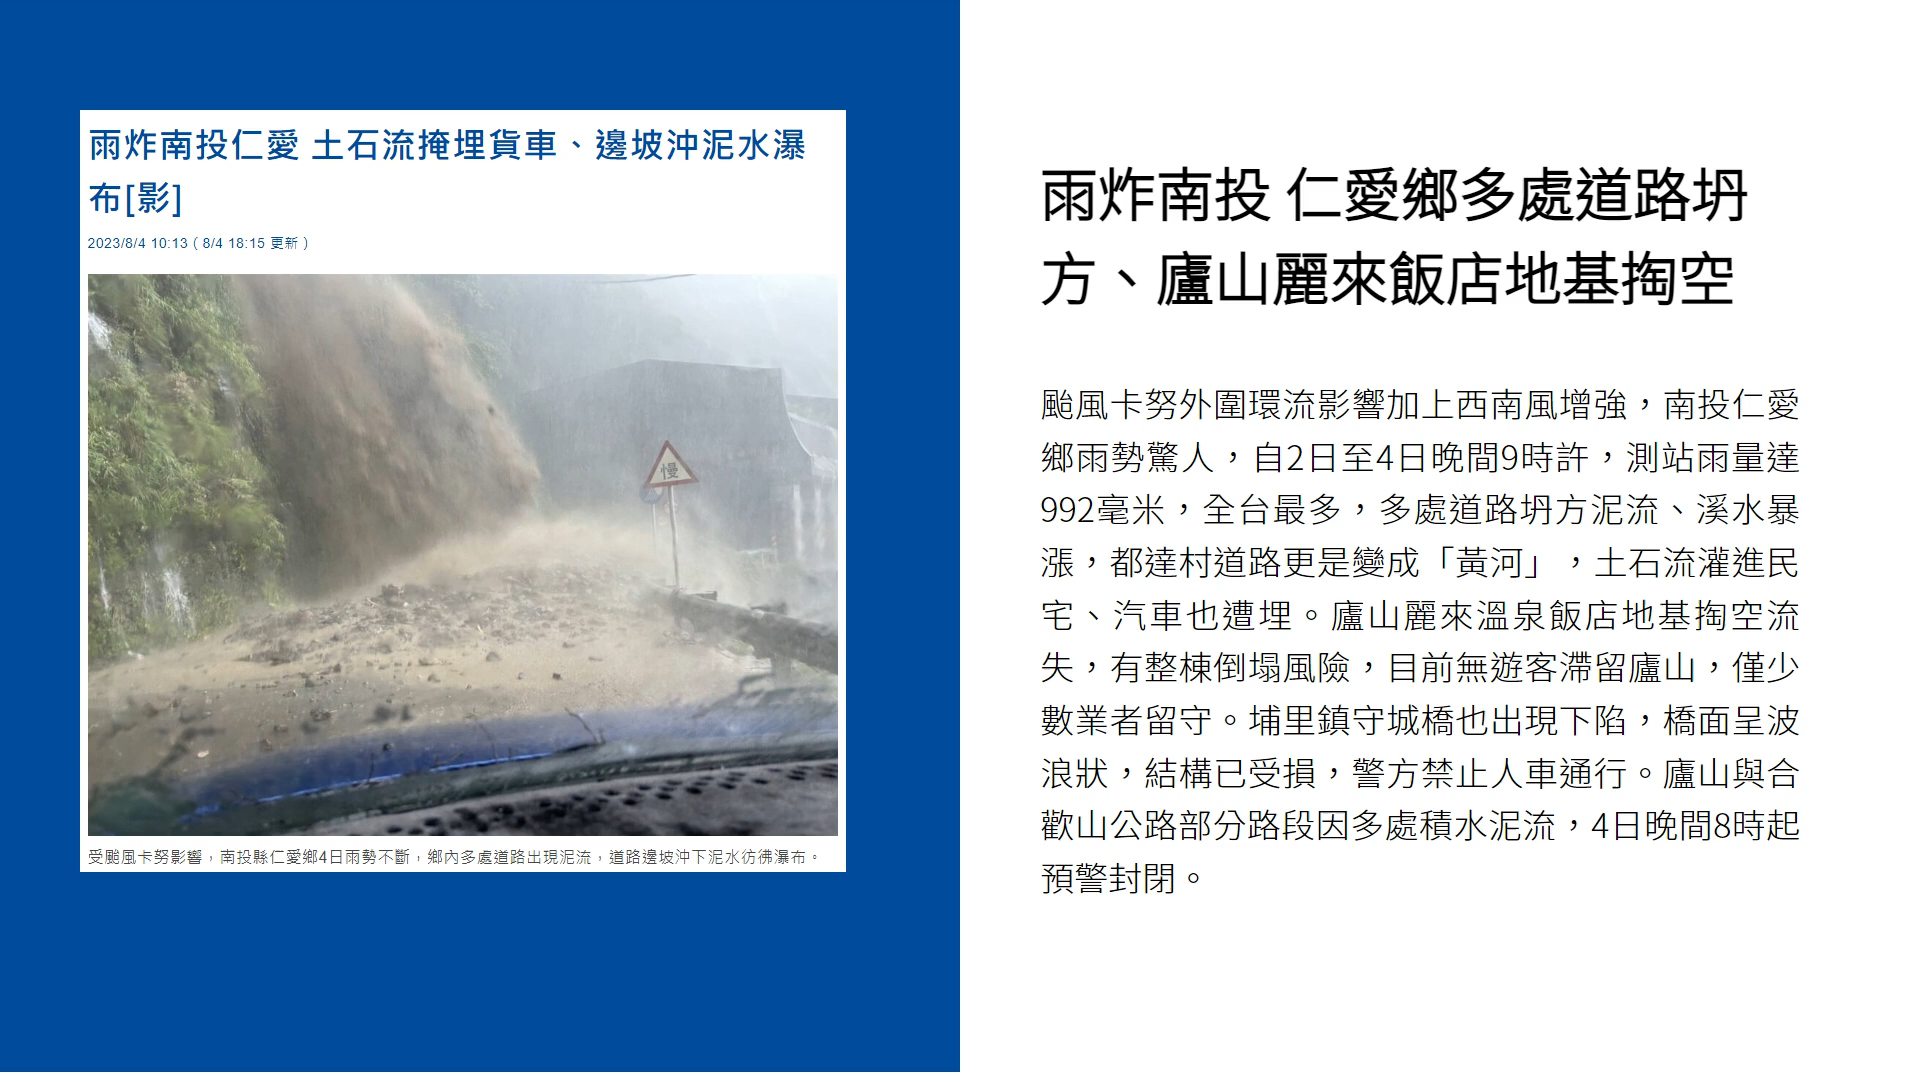 雨炸南投仁愛 土石流掩埋貨車、邊坡沖泥水瀑
布[影]
2023/8/4 10:13（8/4 18:15 更新）
慢
受颱風卡努影響，南投縣仁愛鄉4日雨勢不斷，鄉內多處道路出現泥流，道路邊坡沖下泥水彷彿瀑布。
雨炸南投 仁愛鄉多處道路坍
方、廬山麗來飯店地基掏空
颱風卡努外圍環流影響加上西南風增強，南投仁愛
鄉雨勢驚人，自2日至4日晚間9時許，測站雨量達
992毫米，全台最多，多處道路坍方泥流、溪水暴
漲，都達村道路更是變成「黃河」，土石流灌進民
宅、汽車也遭埋。廬山麗來溫泉飯店地基掏空流
失，有整棟倒塌風險，目前無遊客滯留廬山，僅少
數業者留守。埔里鎮守城橋也出現下陷，橋面呈波
浪狀，結構已受損，警方禁止人車通行。廬山與合
歡山公路部分路段因多處積水泥流，4日晚間8時起
預警封閉。